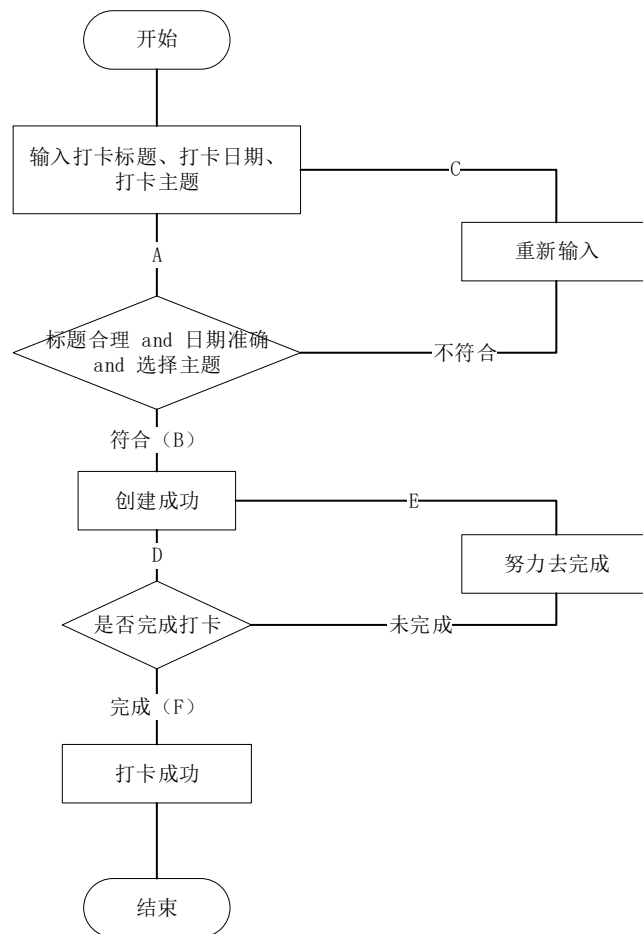 开始
输入打卡标题、打卡日期、
打卡主题
C
重新输入
A
标题合理 and 日期准确
and 选择主题
不符合
符合（B）
创建成功
E
D
努力去完成
是否完成打卡
未完成
完成（F）
打卡成功
结束